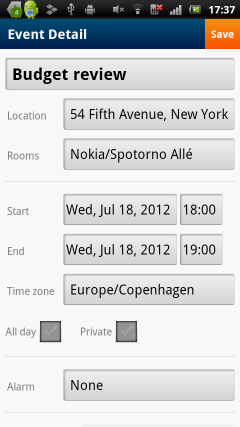 17:37
Event Detail
Save
Budget review
Location
54 Fifth Avenue, New York
Rooms
Nokia/Spotorno Allé
Start
Wed, Jul 18, 2012
18:00
End
Wed, Jul 18, 2012
19:00
Time zone
Europe/Copenhagen
All day
Private
Alarm
None